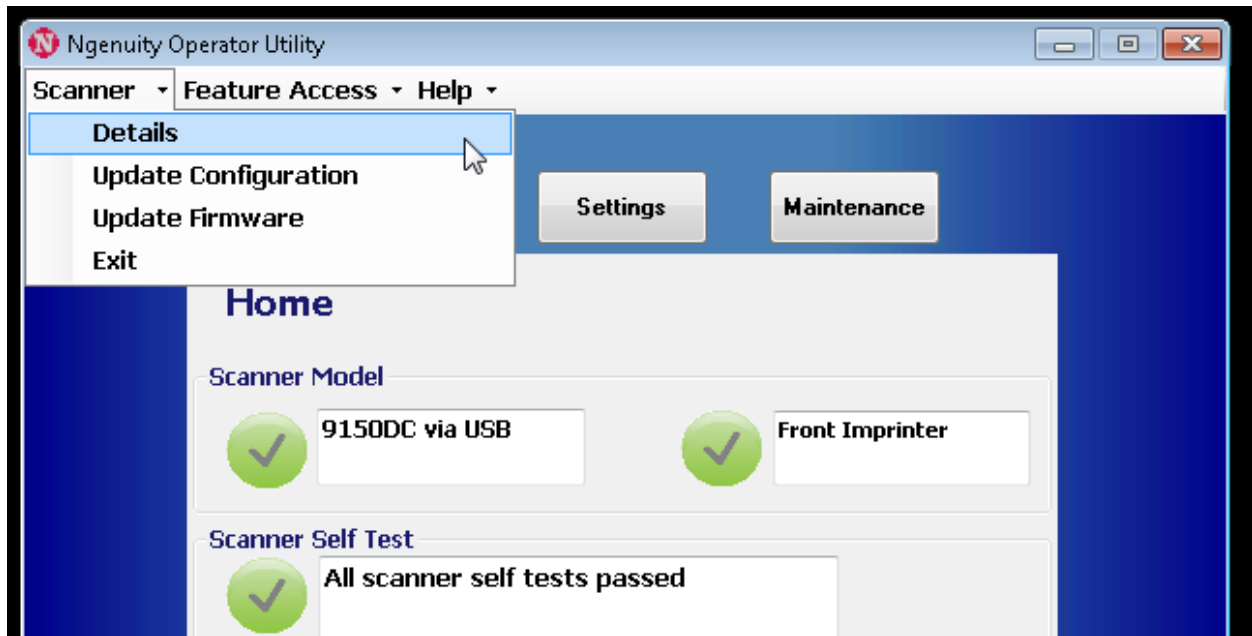 Ngenuity Operator Utility
Scanner Feature Access Help
Details
Update Configuration
Update Firmware
Exit
Settings Maintenance
Home
Scanner Model
9150DC via USB Front Imprinter
Scanner Self Test
All scanner self tests passed